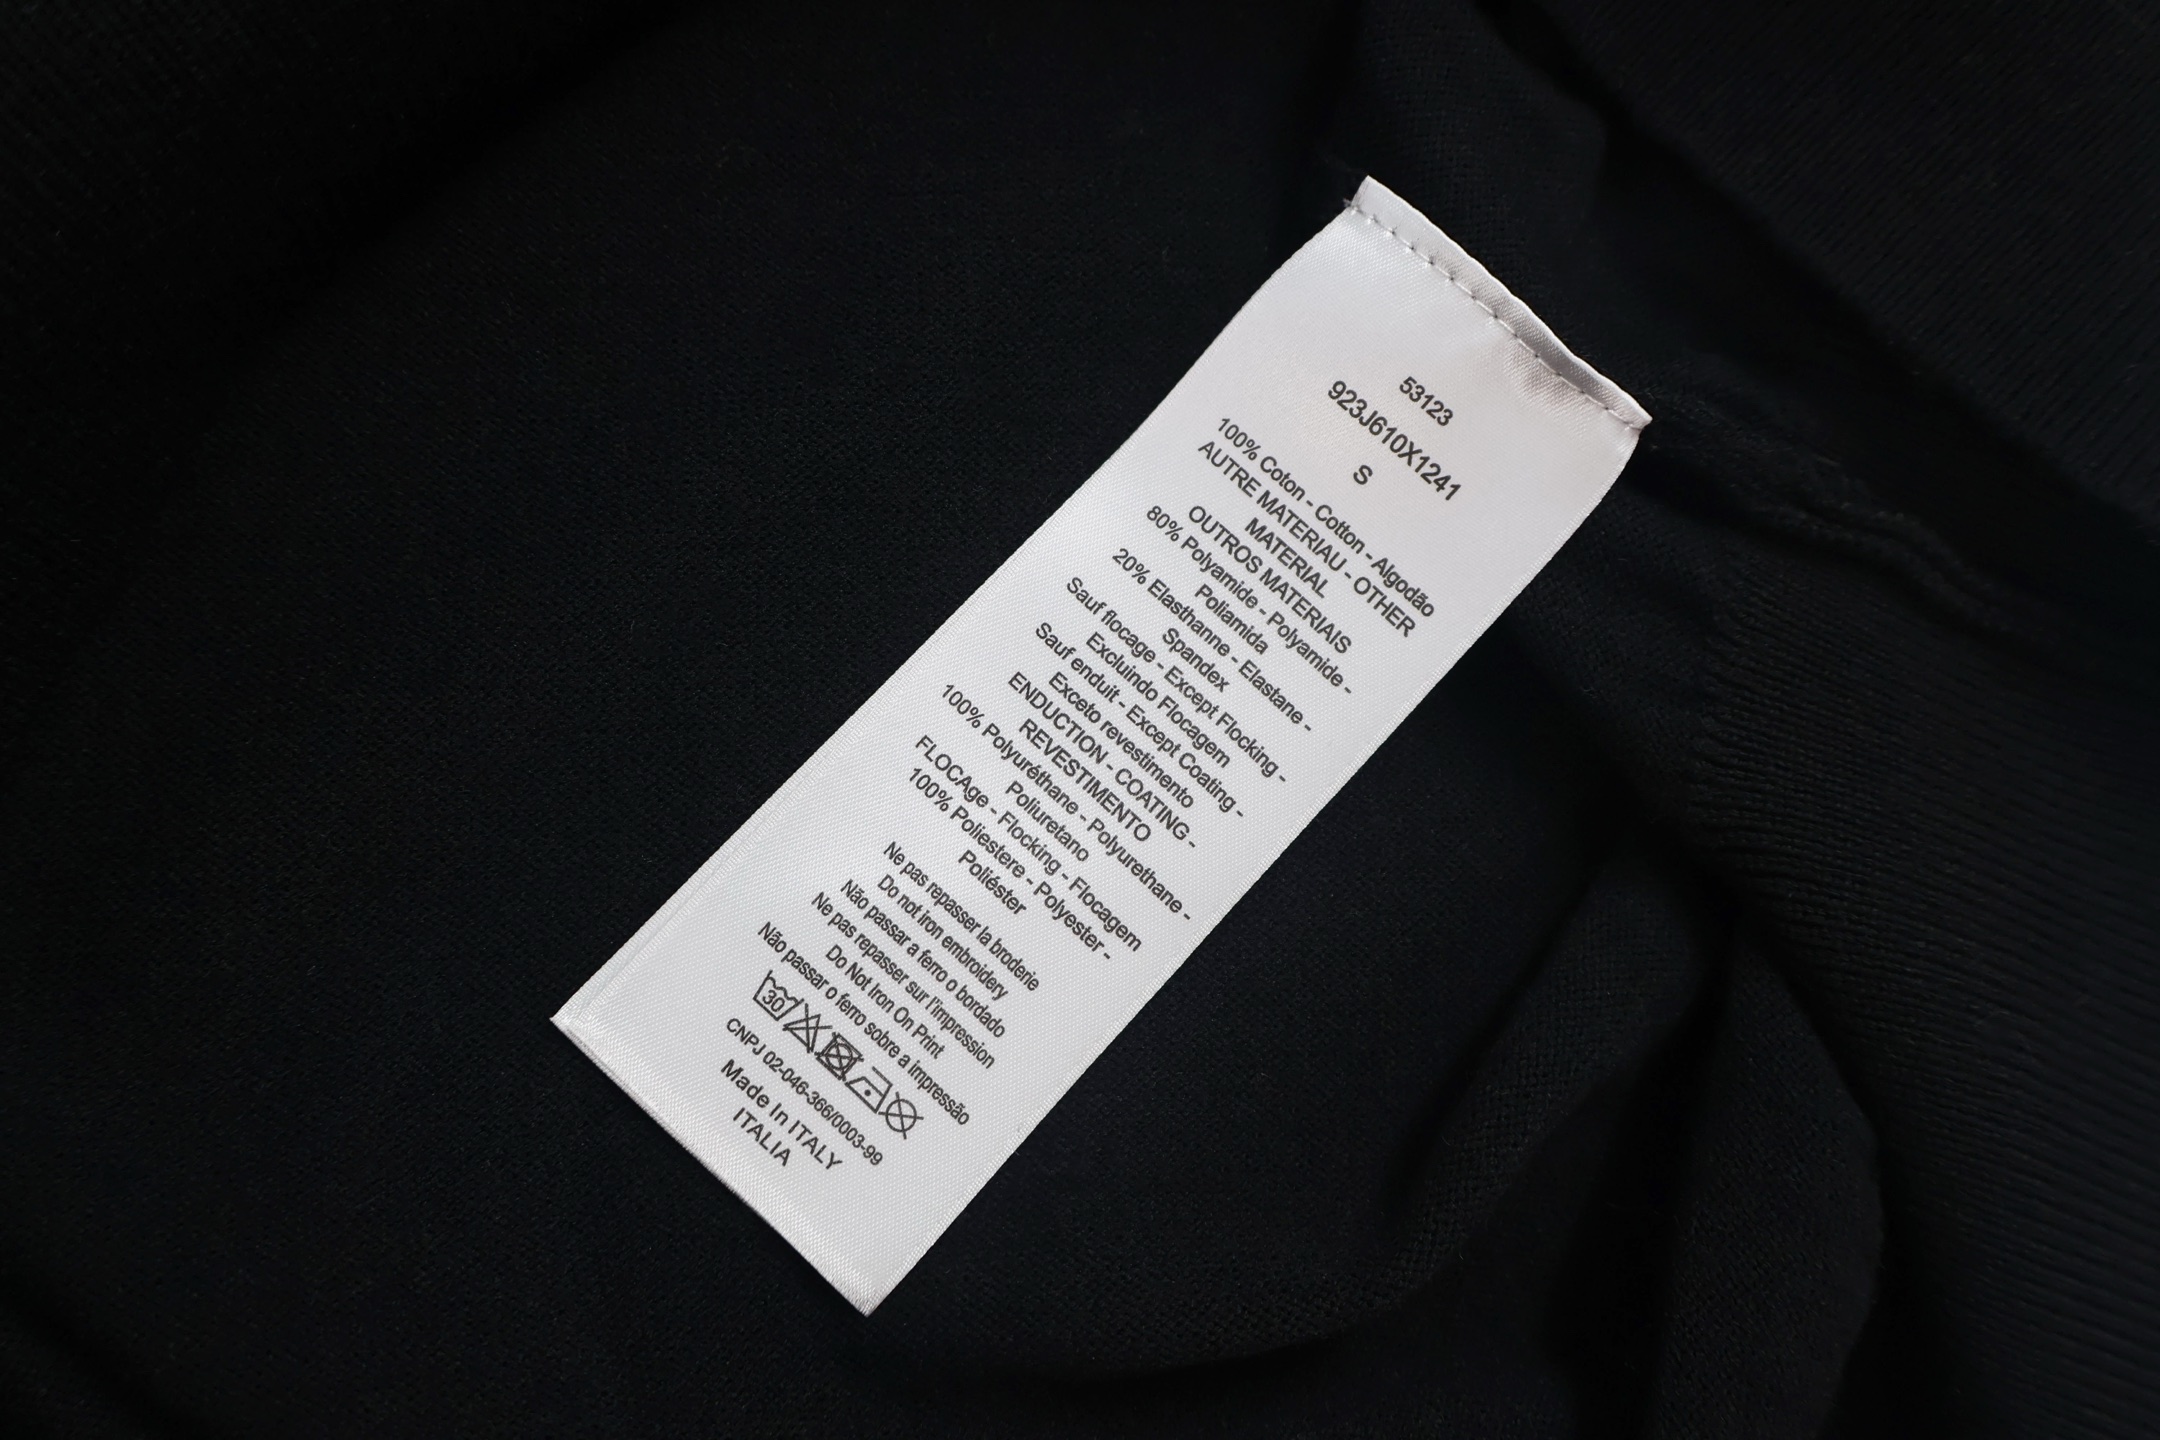 53123
923J610X1241
S
100% Coton - Cotton - Algodão
AUTRE MATERIAU - OTHER
MATERIAL
OUTROS MATERIAIS
80% Polyamide - Polyamide -
Poliamida
20% Elasthanne - Elastane -
Spandex
Sauf flocage - Except Flocking -
Excluindo Flocagem
Sauf enduit - Except Coating -
Exceto revestimento
ENDUCTION - COATING -
REVESTIMENTO
100% Polyuréthane - Polyurethane -
Poliuretano
FLOCAge - Flocking - Flocagem
100% Poliestere - Polyester -
Poliéster
Ne pas repasser la broderie
Do not iron embroidery
Não passar a ferro o bordado
Ne pas repasser sur l'impression
Do Not Iron On Print
Não passar o ferro sobre a impressão
30
CNPJ 02-046-366/0003-99
Made In ITALY
ITALIA